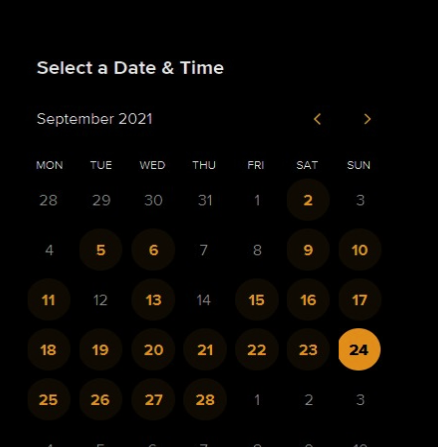 Select a Date & Time
September 2021
MON TUE WED THU FRI SAT SUN
28 29 30 31 1 2 3
4 5 6 7 8 9 10
11 12 13 14 15 16 17
18 19 20 21 22 23 24
25 26 27 28 1 2 3